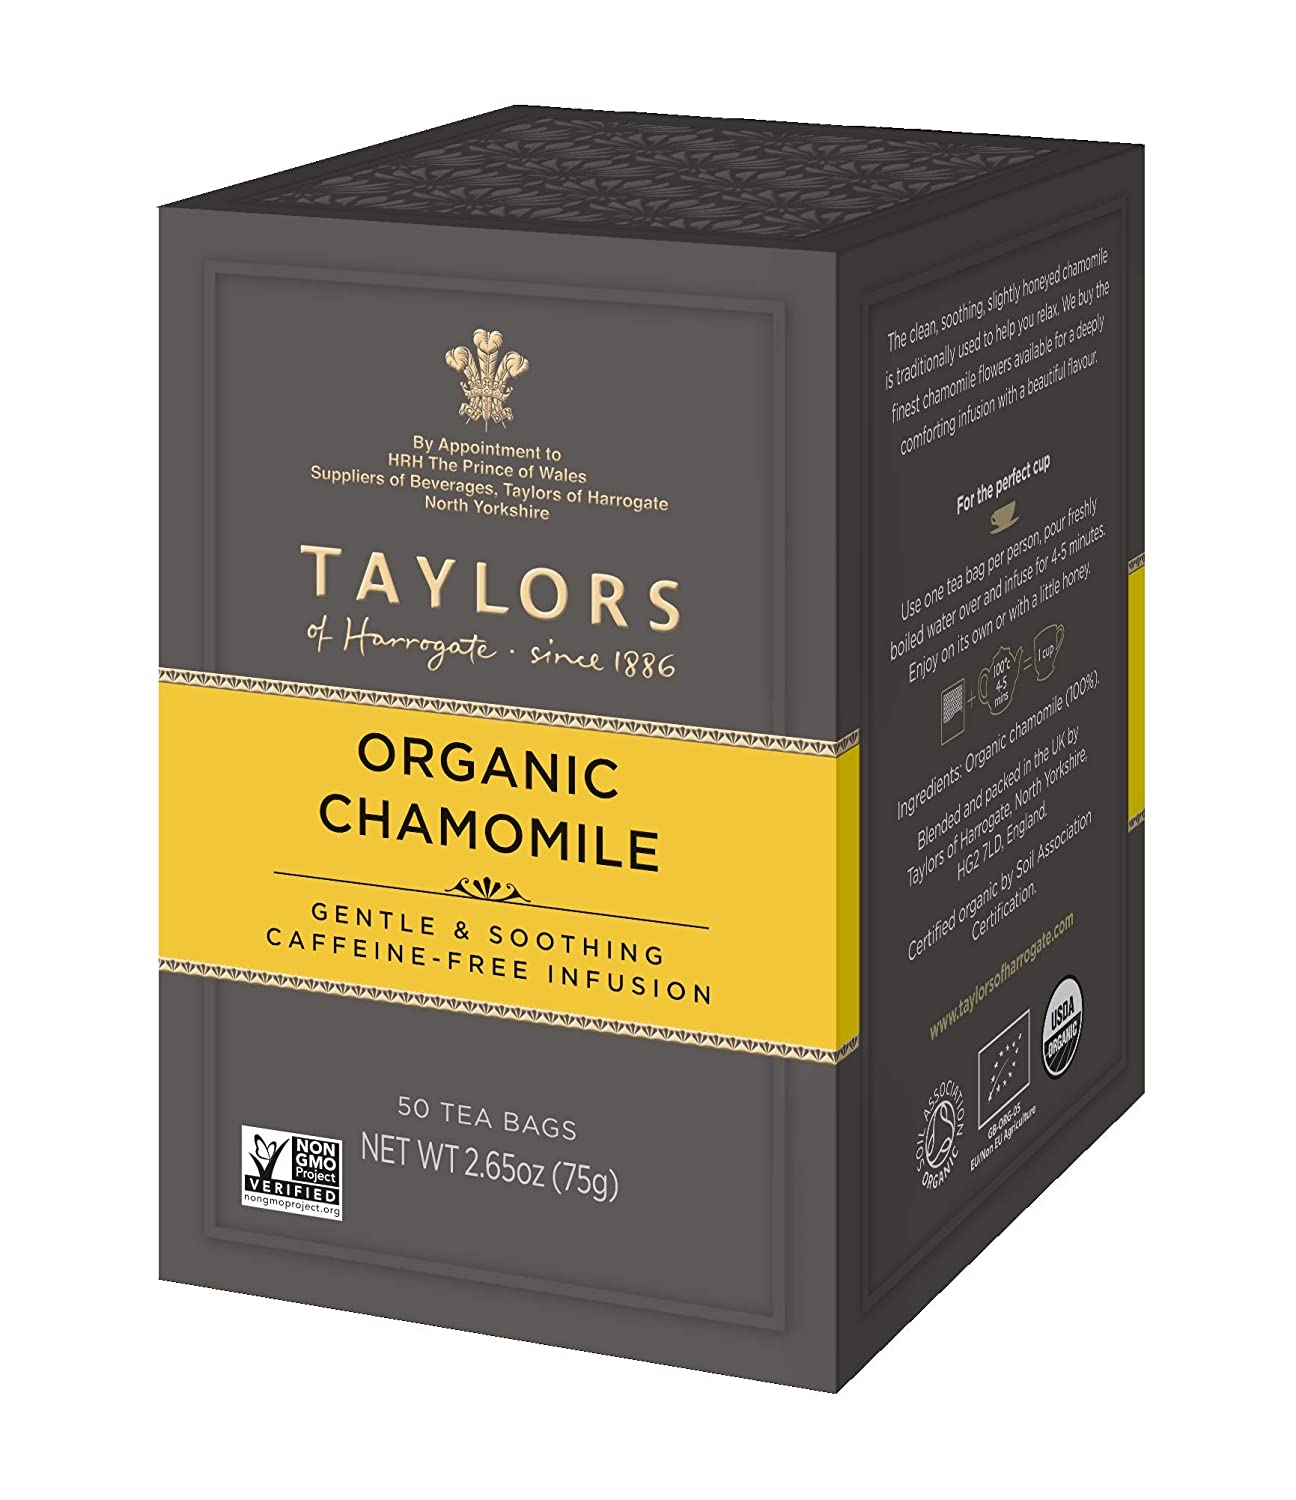 By Appointment to
HRH The Prince of Wales
Suppliers of Beverages, Taylors of Harrogate
North Yorkshire
TAYLORS
of Harrogate · since 1886
ORGANIC
CHAMOMILE
GENTLE & SOOTHING
CAFFEINE-FREE INFUSION
50 TEA BAGS
NET WT 2.65oz (75g)
NON
GMO
Project
VERIFIED
nongmoproject.org
The clean, soothing, slightly honeyed chamomile
is traditionally used to help you relax. We buy the
finest chamomile flowers available for a deeply
comforting infusion with a beautiful flavour.
For the perfect cup
Use one tea bag per person, pour freshly
boiled water over and infuse for 4-5 minutes.
Enjoy on its own or with a little honey.
+
100°C
4-5
mins
=
1 cup
Ingredients: Organic chamomile (100%).
Blended and packed in the UK by
Taylors of Harrogate, North Yorkshire,
HG2 7LD, England.
Certified organic by Soil Association
Certification.
www.taylorsofharrogate.com
SOIL ASSOCIATION
ORGANIC
GB-ORG-05
EU/Non EU Agriculture
USDA
ORGANIC